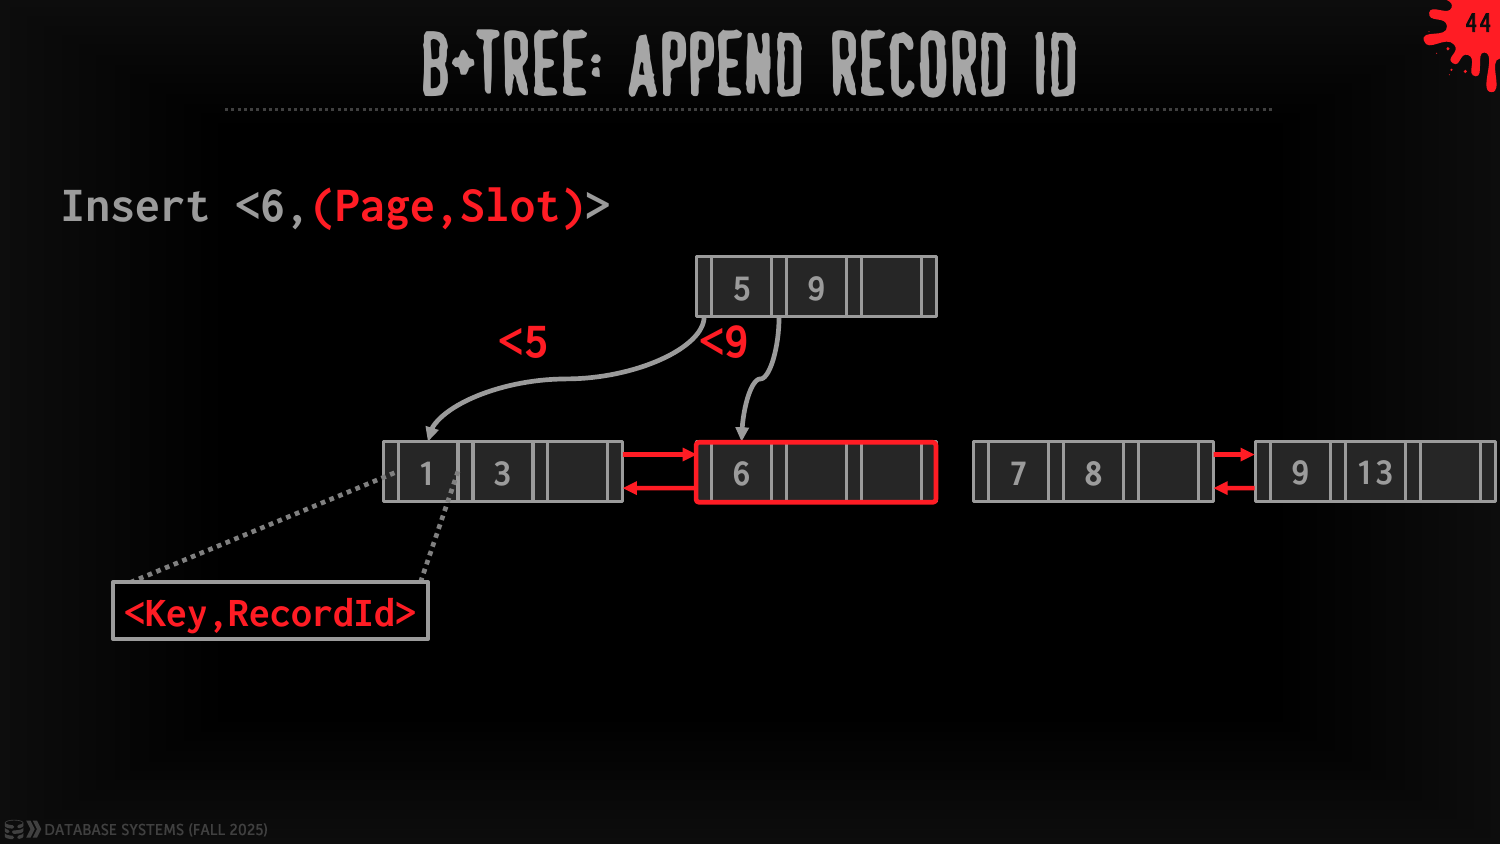 44
B+TREE: APPEND RECORD ID
Insert <6,(Page,Slot)>
5 9
<5 <9
1 3 6 7 8 9 13
<Key,RecordId>
DATABASE SYSTEMS (FALL 2025)